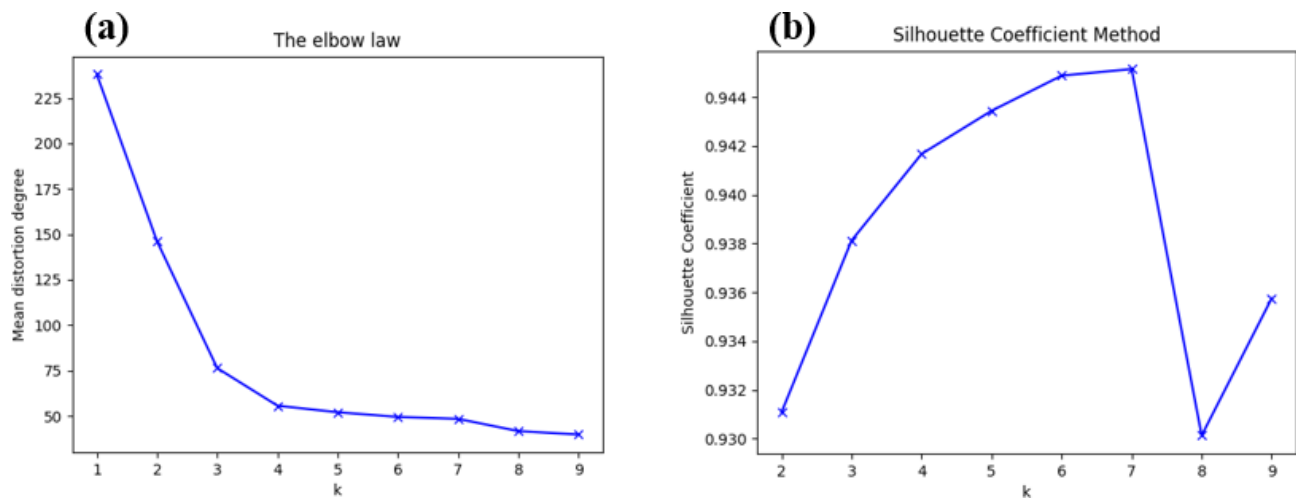 (a)
The elbow law
Mean distortion degree
225
200
175
150
125
100
75
50
1 2 3 4 5 6 7 8 9
k
(b)
Silhouette Coefficient Method
Silhouette Coefficient
0.944
0.942
0.940
0.938
0.936
0.934
0.932
0.930
2 3 4 5 6 7 8 9
k